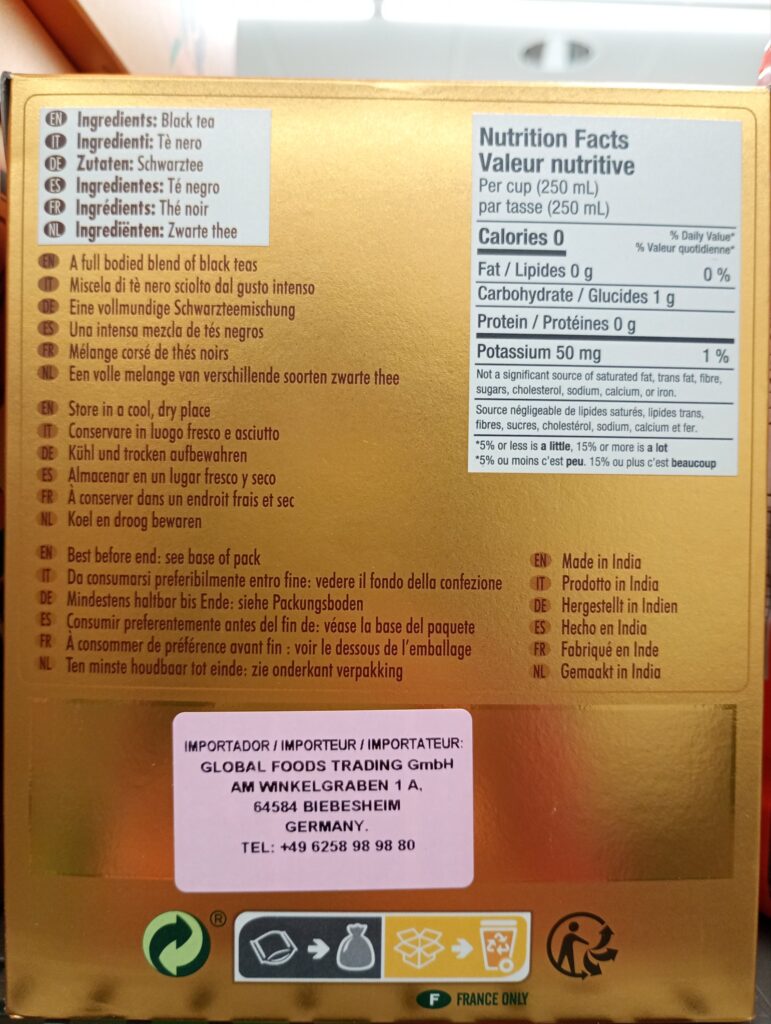 EN Ingredients: Black tea
IT Ingredienti: Tè nero
DE Zutaten: Schwarztee
ES Ingredientes: Té negro
FR Ingrédients: Thé noir
NL Ingrediënten: Zwarte thee
EN A full bodied blend of black teas
IT Miscela di tè nero sciolto dal gusto intenso
DE Eine vollmundige Schwarzteemischung
ES Una intensa mezcla de tés negros
FR Mélange corsé de thés noirs
NL Een volle melange van verschillende soorten zwarte thee
EN Store in a cool, dry place
IT Conservare in luogo fresco e asciutto
DE Kühl und trocken aufbewahren
ES Almacenar en un lugar fresco y seco
FR À conserver dans un endroit frais et sec
NL Koel en droog bewaren
EN Best before end: see base of pack
IT Da consumarsi preferibilmente entro fine: vedere il fondo della confezione
DE Mindestens haltbar bis Ende: siehe Packungsboden
ES Consumir preferentemente antes del fin de: véase la base del paquete
FR À consommer de préférence avant fin : voir le dessous de l'emballage
NL Ten minste houdbaar tot einde: zie onderkant verpakking
Nutrition Facts
Valeur nutritive
Per cup (250 mL)
par tasse (250 mL)
Calories 0 % Daily Value*
% Valeur quotidienne*
Fat / Lipides 0 g 0 %
Carbohydrate / Glucides 1 g
Protein / Protéines 0 g
Potassium 50 mg 1 %
Not a significant source of saturated fat, trans fat, fibre,
sugars, cholesterol, sodium, calcium, or iron.
Source négligeable de lipides saturés, lipides trans,
fibres, sucres, cholestérol, sodium, calcium et fer.
*5% or less is a little, 15% or more is a lot
*5% ou moins c'est peu. 15% ou plus c'est beaucoup
EN Made in India
IT Prodotto in India
DE Hergestellt in Indien
ES Hecho en India
FR Fabriqué en Inde
NL Gemaakt in India
IMPORTADOR / IMPORTEUR / IMPORTATEUR:
GLOBAL FOODS TRADING GmbH
AM WINKELGRABEN 1 A,
64584 BIEBESHEIM
GERMANY.
TEL: +49 6258 98 98 80
®
F FRANCE ONLY